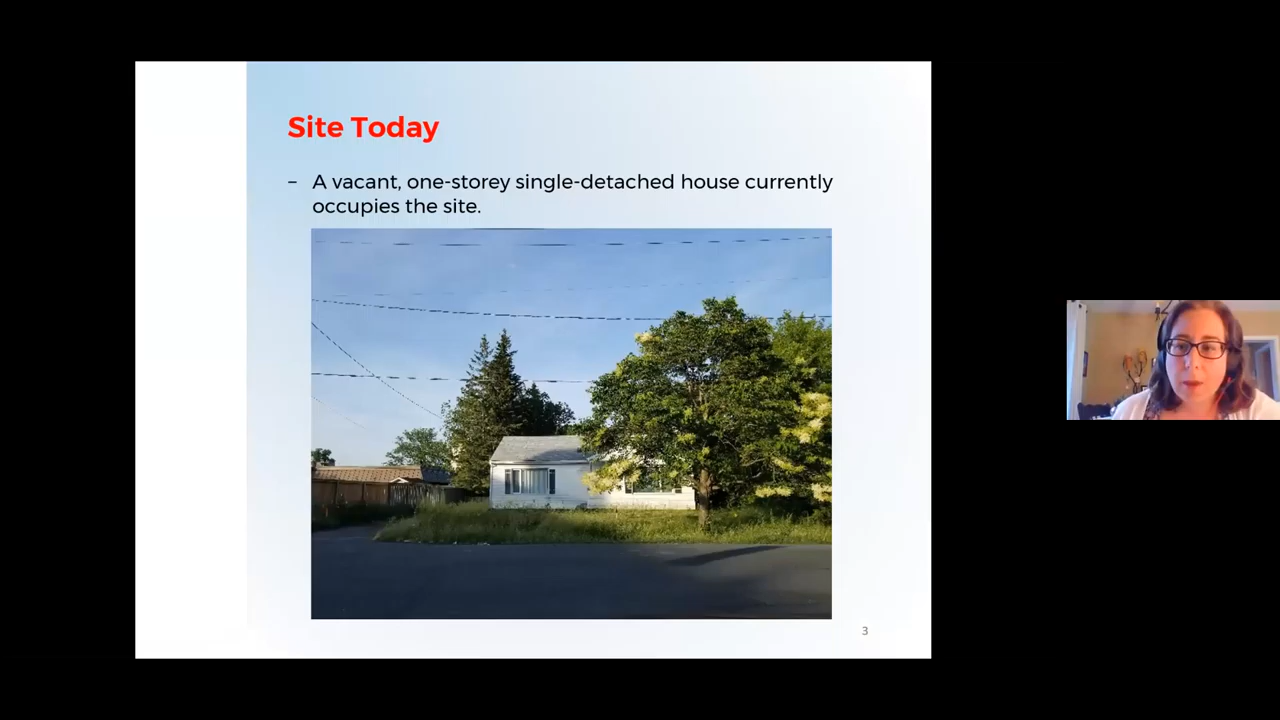 Site Today
– A vacant, one-storey single-detached house currently
occupies the site.
3